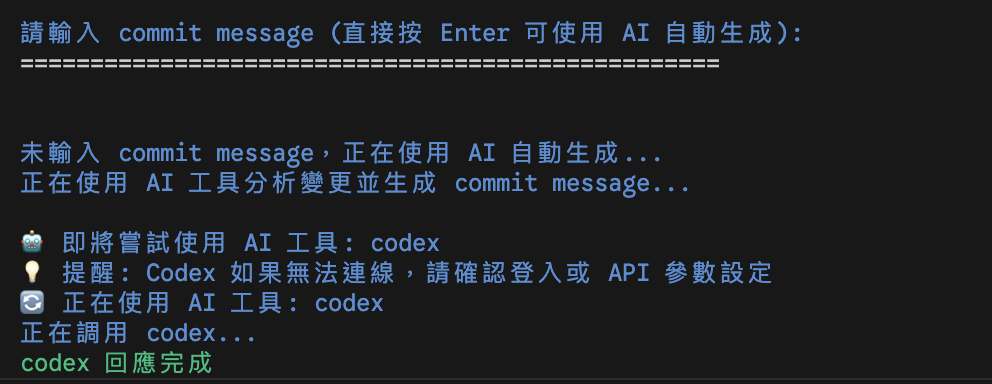 請輸入 commit message (直接按 Enter 可使用 AI 自動生成):
==================================================
未輸入 commit message，正在使用 AI 自動生成...
正在使用 AI 工具分析變更並生成 commit message...
🤖 即將嘗試使用 AI 工具: codex
💡 提醒: Codex 如果無法連線，請確認登入或 API 參數設定
🔄 正在使用 AI 工具: codex
正在調用 codex...
codex 回應完成